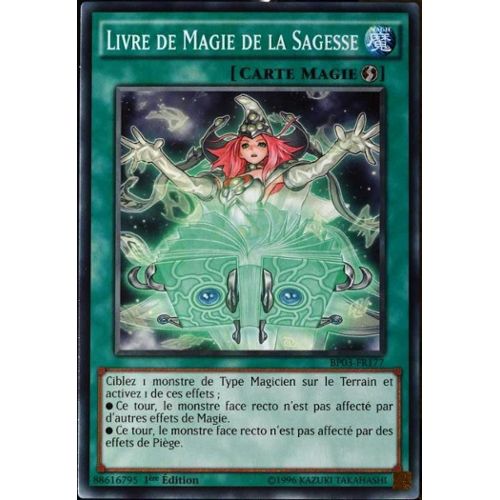 LIVRE DE MAGIE DE LA SAGESSE
MAGIE
魔
[CARTE MAGIE]
BP03-FR177
Ciblez 1 monstre de Type Magicien sur le Terrain et
activez 1 de ces effets ;
●Ce tour, le monstre face recto n'est pas affecté par
d'autres effets de Magie.
●Ce tour, le monstre face recto n'est pas affecté par des
effets de Piège.
88616795 1ère Édition ©1996 KAZUKI TAKAHASHI